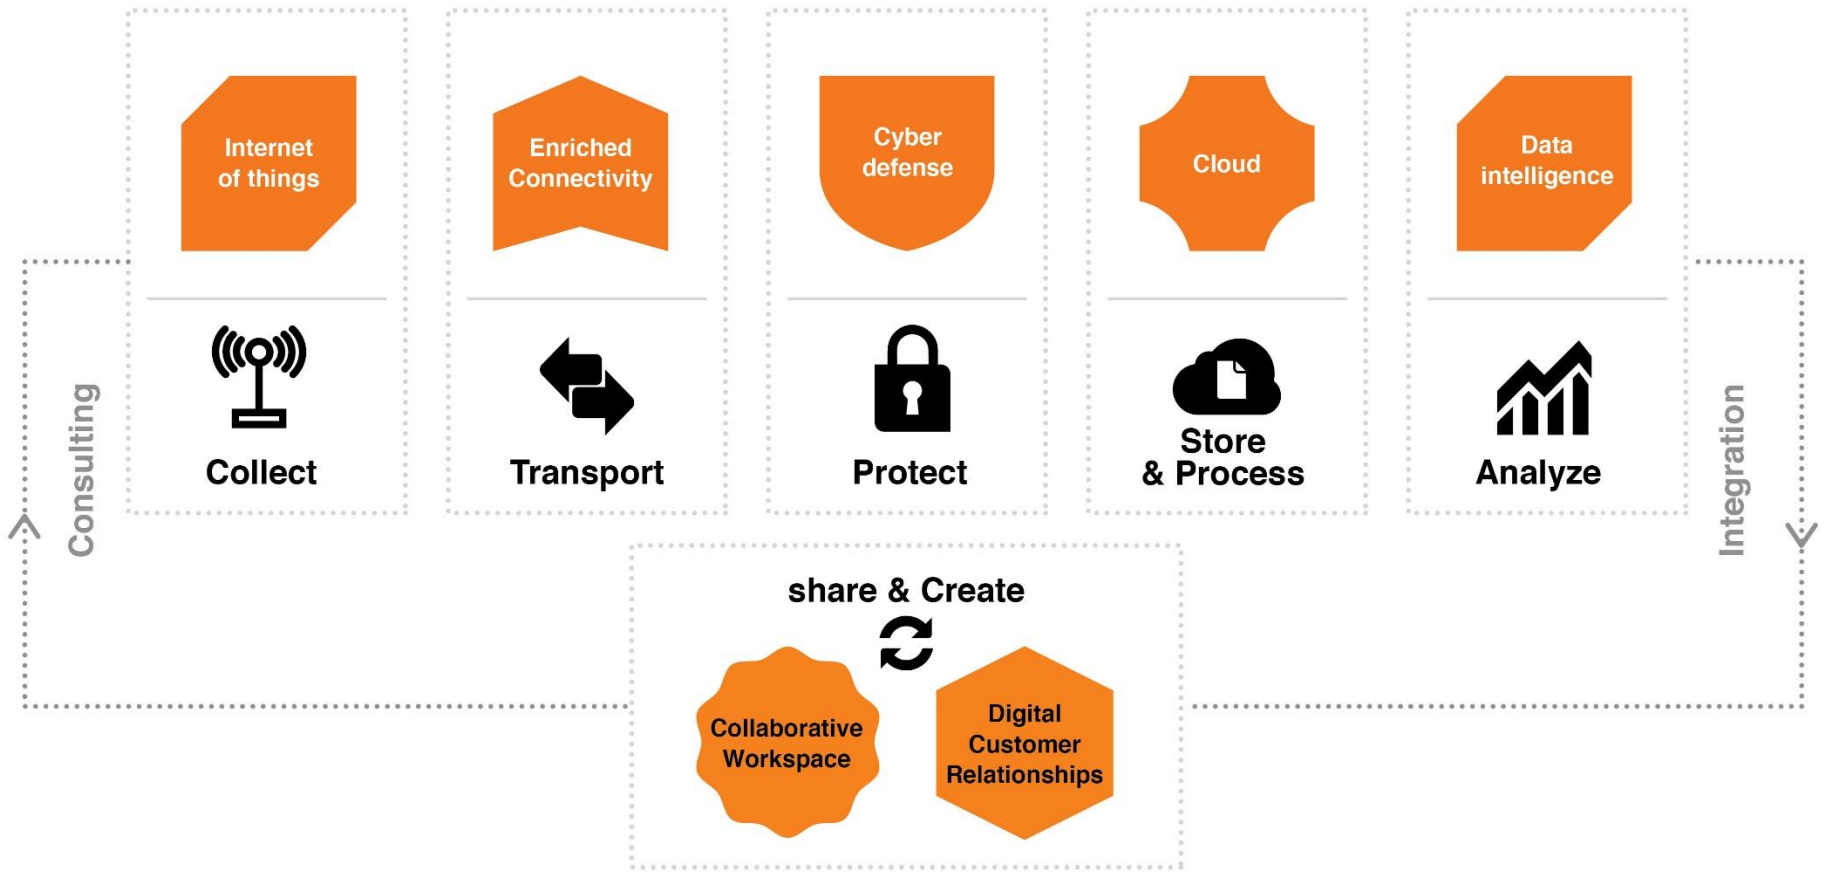 Internet
of things
Enriched
Connectivity
Cyber
defense
Cloud
Data
intelligence
Collect
Transport
Protect
Store
& Process
Analyze
Consulting
Integration
share & Create
Collaborative
Workspace
Digital
Customer
Relationships